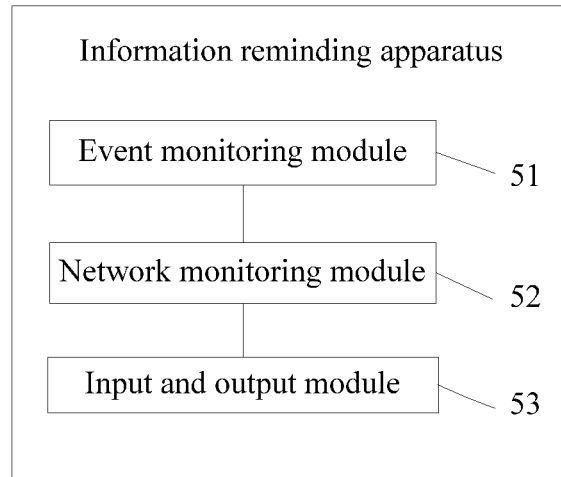 Information reminding apparatus
Event monitoring module
51
Network monitoring module
52
Input and output module
53